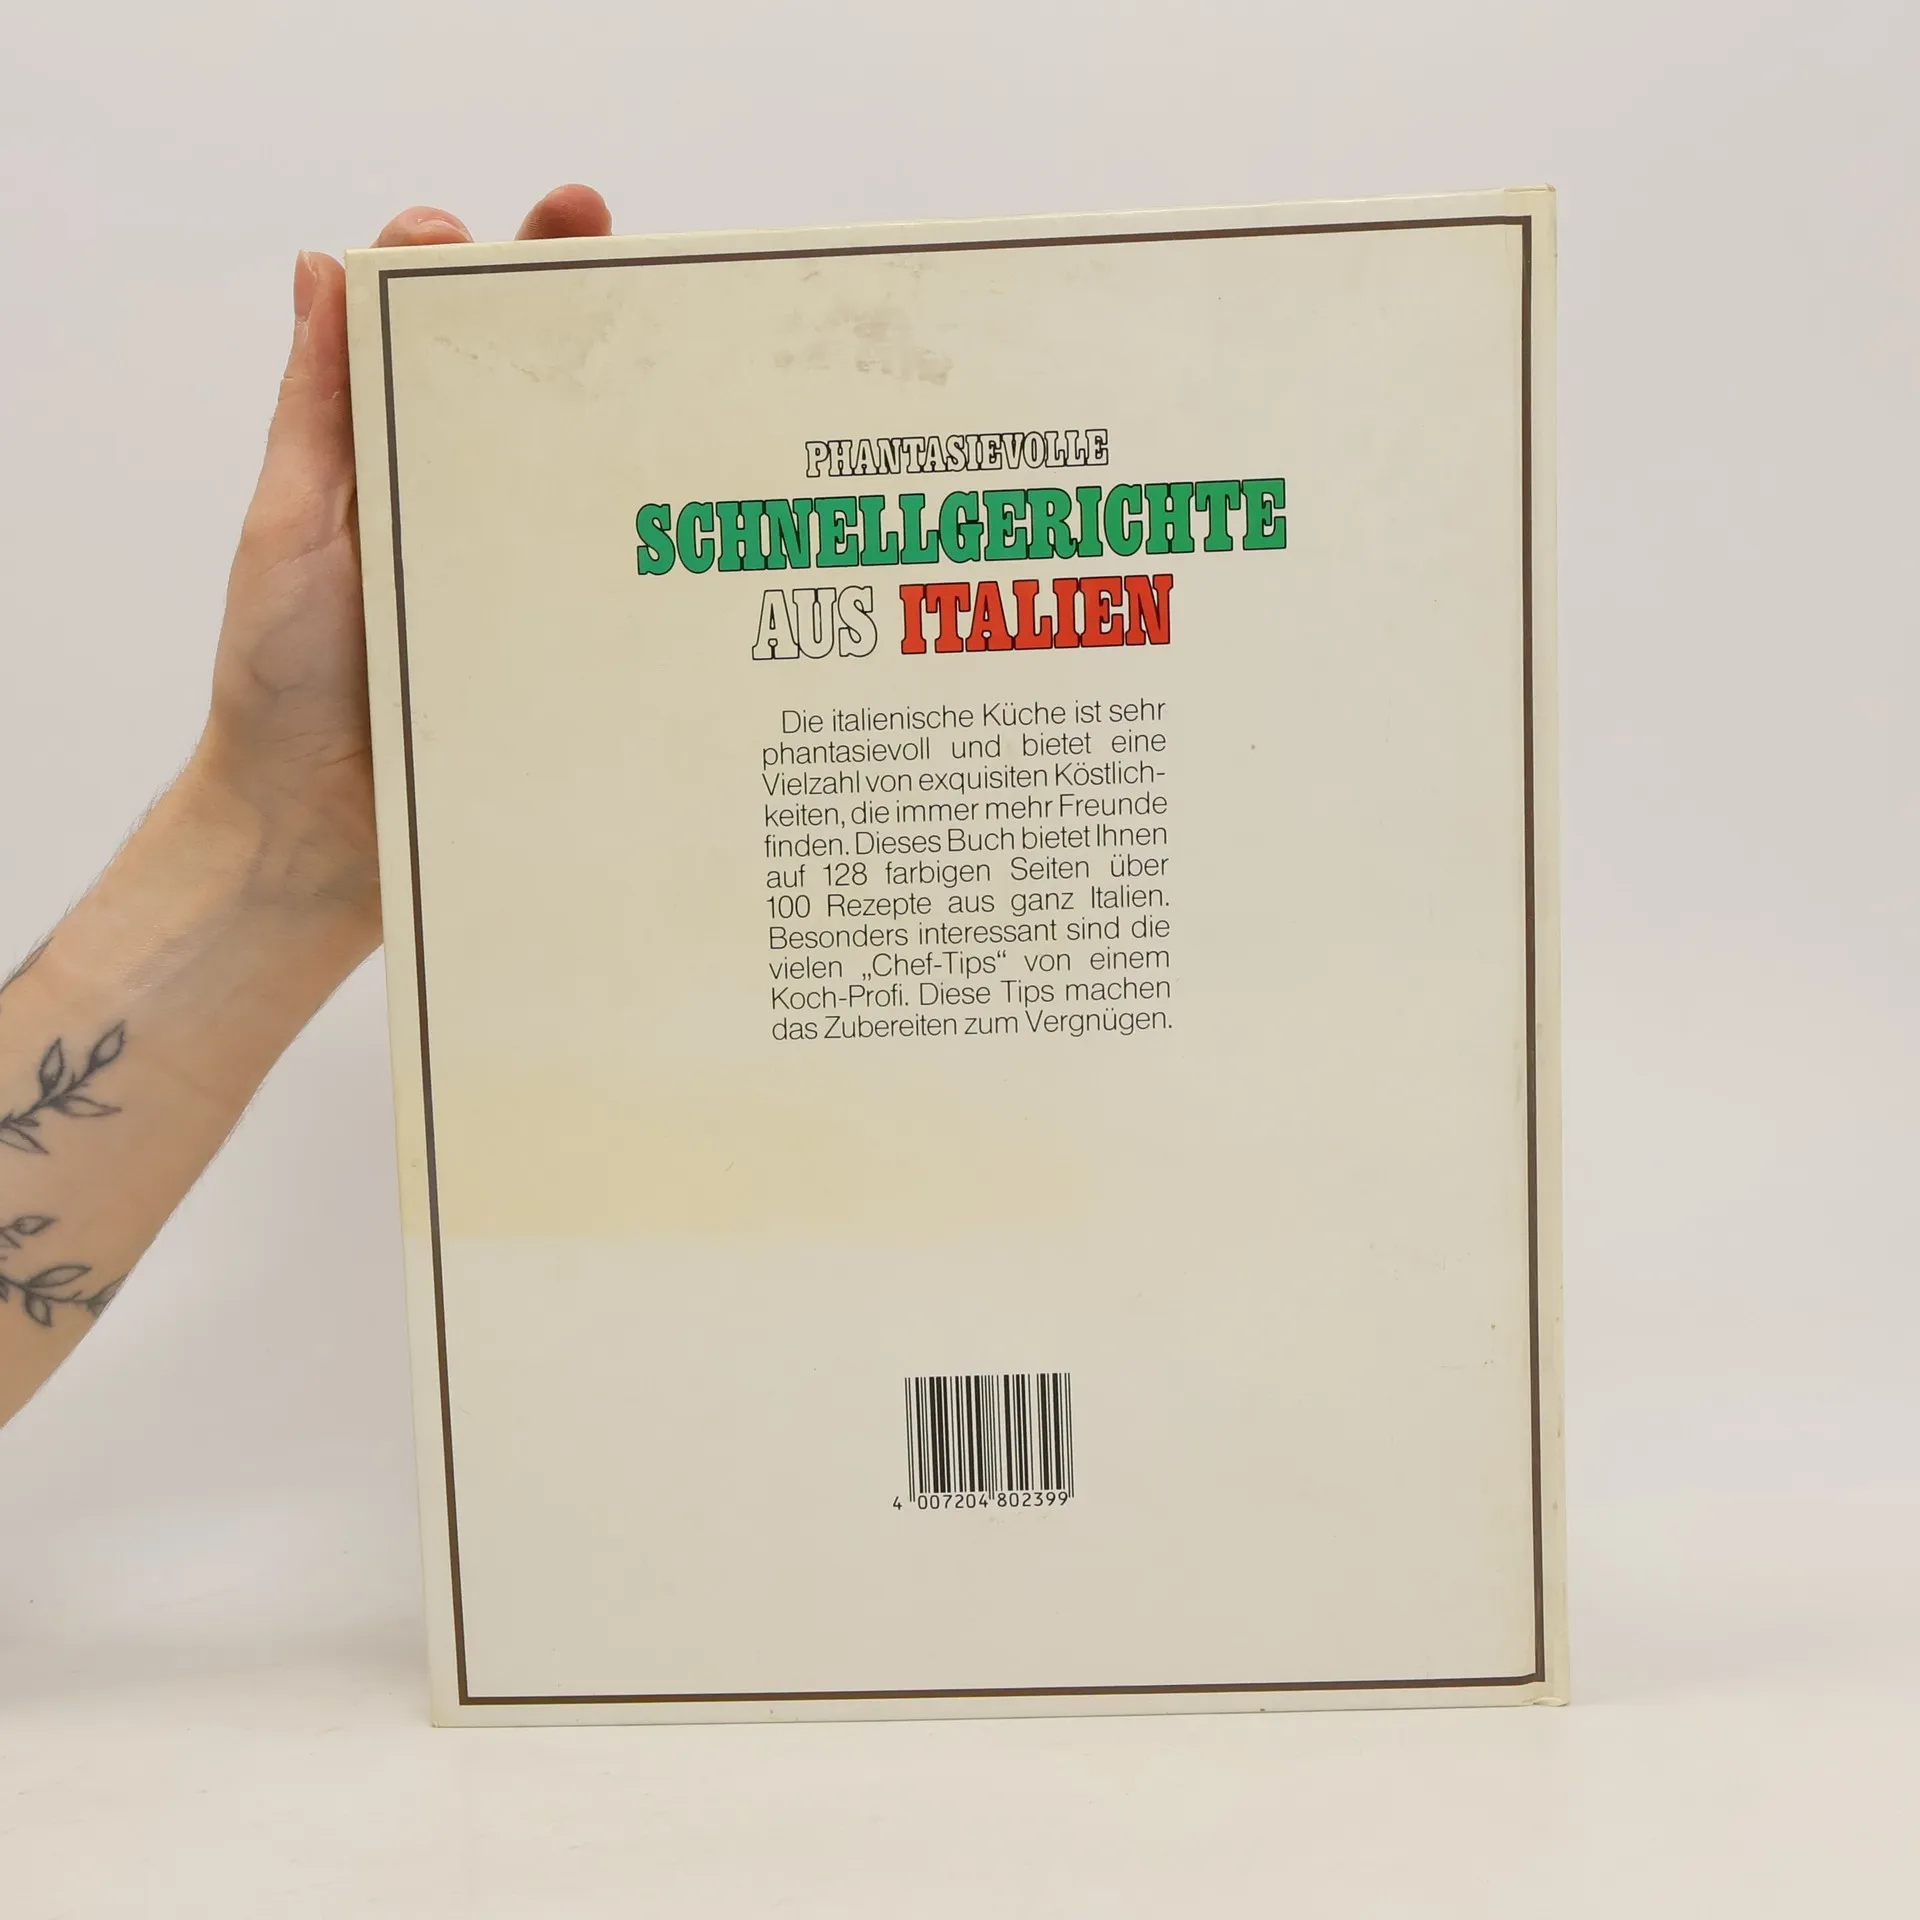 PHANTASIEVOLLE
SCHNELLGERICHTE
AUS ITALIEN
Die italienische Küche ist sehr
phantasievoll und bietet eine
Vielzahl von exquisiten Köstlich-
keiten, die immer mehr Freunde
finden. Dieses Buch bietet Ihnen
auf 128 farbigen Seiten über
100 Rezepte aus ganz Italien.
Besonders interessant sind die
vielen „Chef-Tips“ von einem
Koch-Profi. Diese Tips machen
das Zubereiten zum Vergnügen.
4 007204 802399